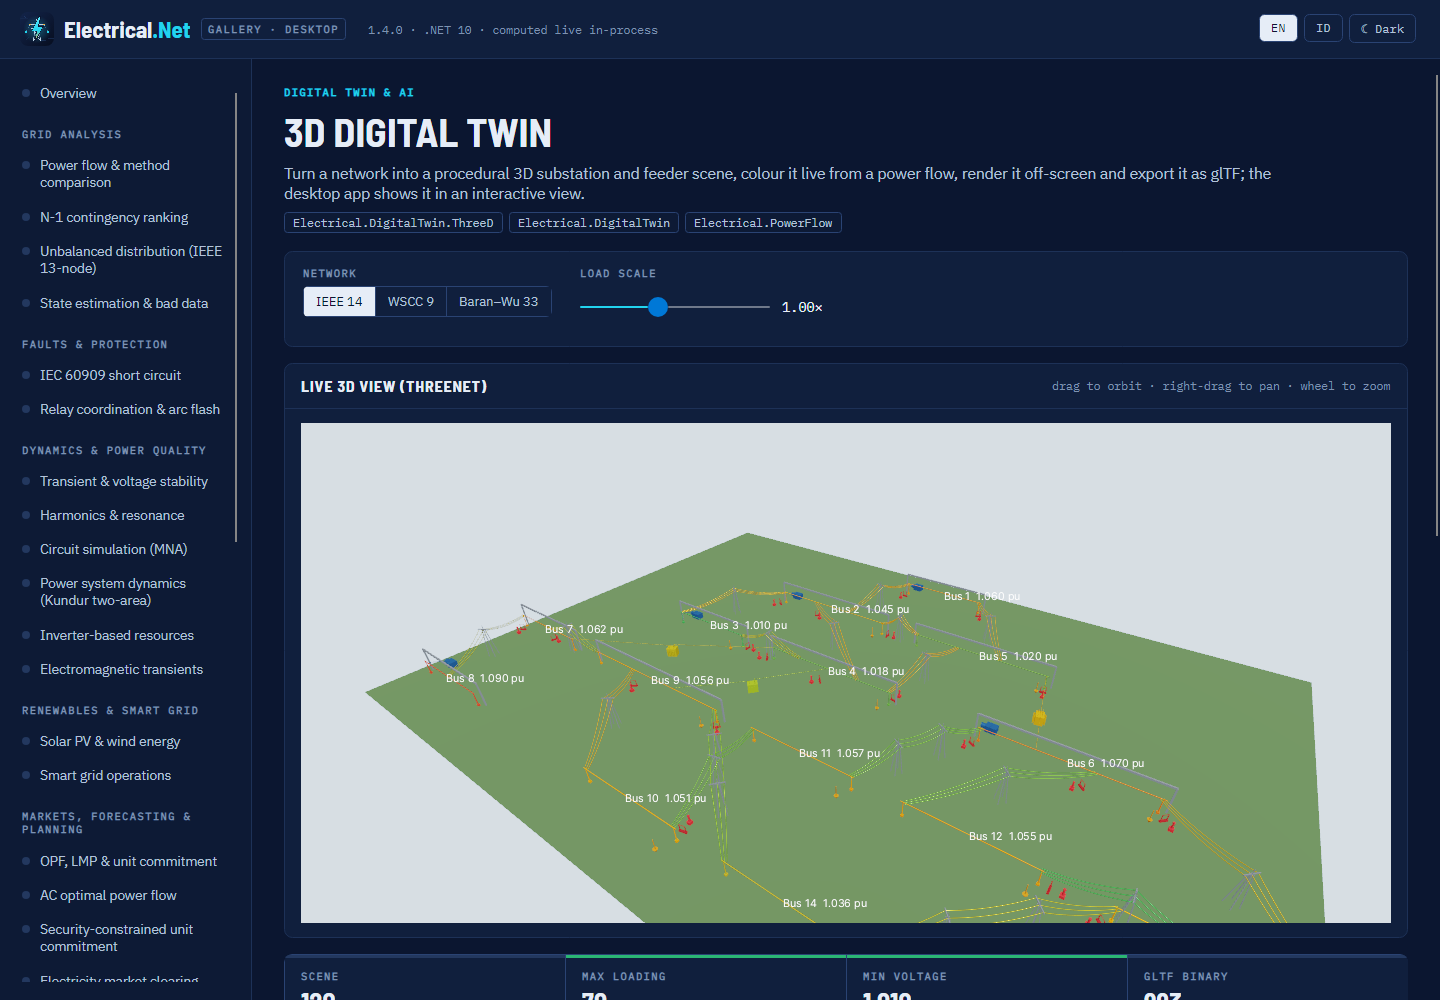 Electrical.Net
GALLERY · DESKTOP
1.4.0 · .NET 10 · computed live in-process
EN
ID
☾ Dark
Overview
GRID ANALYSIS
Power flow & method
comparison
N-1 contingency ranking
Unbalanced distribution (IEEE
13-node)
State estimation & bad data
FAULTS & PROTECTION
IEC 60909 short circuit
Relay coordination & arc flash
DYNAMICS & POWER QUALITY
Transient & voltage stability
Harmonics & resonance
Circuit simulation (MNA)
Power system dynamics
(Kundur two-area)
Inverter-based resources
Electromagnetic transients
RENEWABLES & SMART GRID
Solar PV & wind energy
Smart grid operations
MARKETS, FORECASTING &
PLANNING
OPF, LMP & unit commitment
AC optimal power flow
Security-constrained unit
commitment
Electricity market clearing
DIGITAL TWIN & AI
3D DIGITAL TWIN
Turn a network into a procedural 3D substation and feeder scene, colour it live from a power flow, render it off-screen and export it as glTF; the
desktop app shows it in an interactive view.
Electrical.DigitalTwin.ThreeD
Electrical.DigitalTwin
Electrical.PowerFlow
NETWORK
IEEE 14
WSCC 9
Baran–Wu 33
LOAD SCALE
1.00×
LIVE 3D VIEW (THREENET)
drag to orbit · right-drag to pan · wheel to zoom
Bus 1 1.060 pu
Bus 2 1.045 pu
Bus 3 1.010 pu
Bus 7 1.062 pu
Bus 5 1.020 pu
Bus 4 1.018 pu
Bus 8 1.090 pu
Bus 9 1.056 pu
Bus 11 1.057 pu
Bus 6 1.070 pu
Bus 10 1.051 pu
Bus 12 1.055 pu
Bus 14 1.036 pu
SCENE
MAX LOADING
MIN VOLTAGE
GLTF BINARY